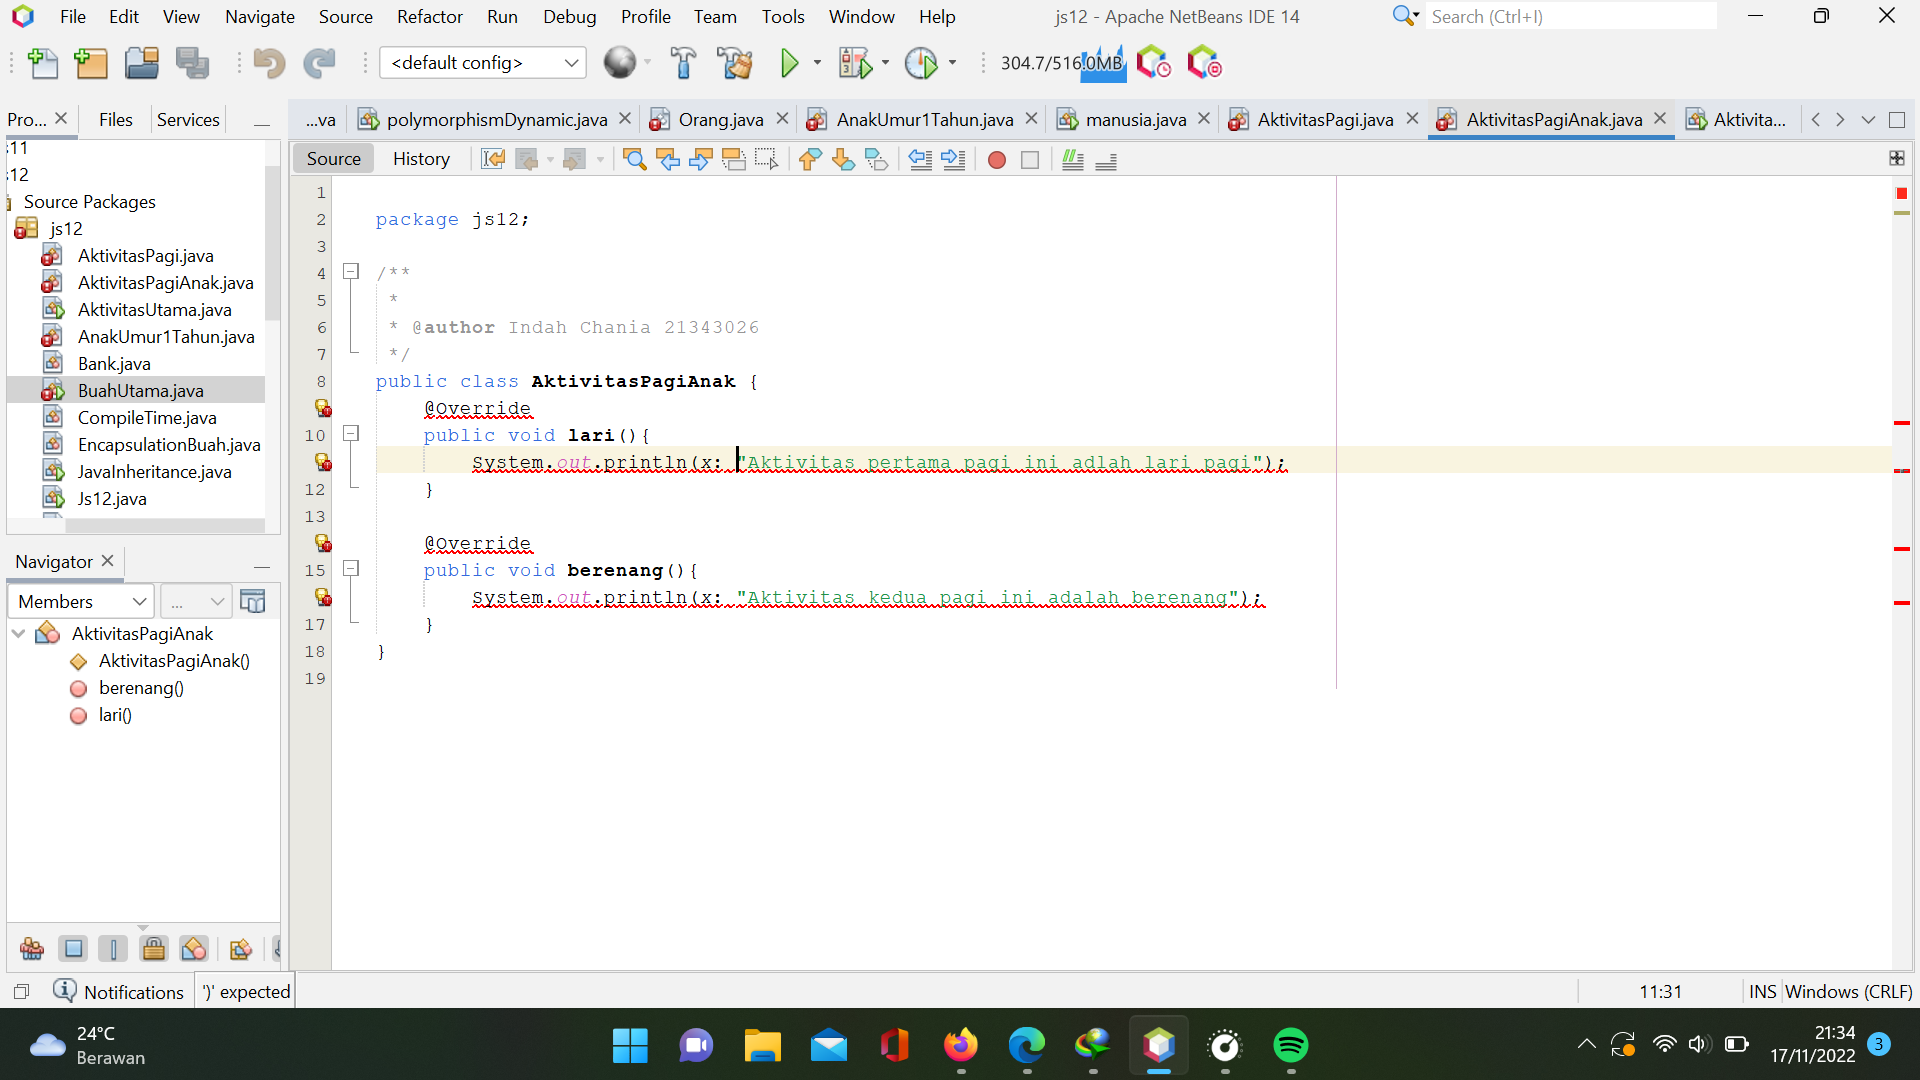 File Edit View Navigate Source Refactor Run Debug Profile Team Tools Window Help js12 - Apache NetBeans IDE 14 Search (Ctrl+I)
<default config> 304.7/516.0MB
Pro... Files Services ...va polymorphismDynamic.java Orang.java AnakUmur1Tahun.java manusia.java AktivitasPagi.java AktivitasPagiAnak.java Aktivita...
Source History
:11
:12
Source Packages
js12
AktivitasPagi.java
AktivitasPagiAnak.java
AktivitasUtama.java
AnakUmur1Tahun.java
Bank.java
BuahUtama.java
CompileTime.java
EncapsulationBuah.java
JavaInheritance.java
Js12.java
Navigator
Members ...
AktivitasPagiAnak
AktivitasPagiAnak()
berenang()
lari()
1
2 package js12;
3
4 /**
5 *
6 * @author Indah Chania 21343026
7 */
8 public class AktivitasPagiAnak {
@Override
10 public void lari(){
System.out.println(x: "Aktivitas pertama pagi ini adlah lari pagi");
12 }
13
@Override
15 public void berenang(){
System.out.println(x: "Aktivitas kedua pagi ini adalah berenang");
17 }
18 }
19
Notifications ')' expected 11:31 INS Windows (CRLF)
24°C
Berawan
21:34
17/11/2022
3